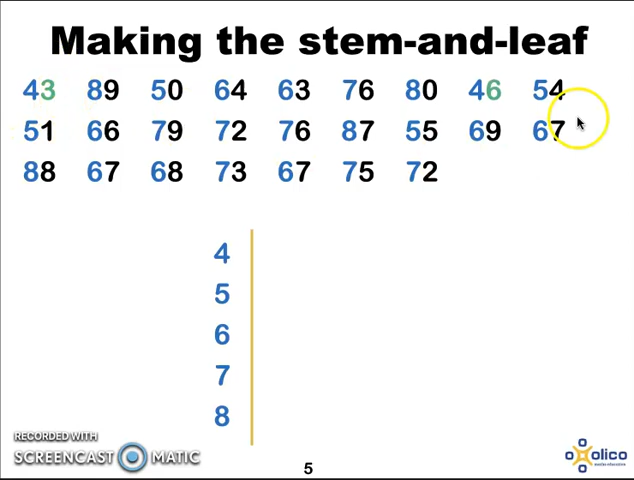 Making the stem-and-leaf
43 89 50 64 63 76 80 46 54
51 66 79 72 76 87 55 69 67
88 67 68 73 67 75 72
4
5
6
7
8
RECORDED WITH
SCREENCAST MATIC
5
olico